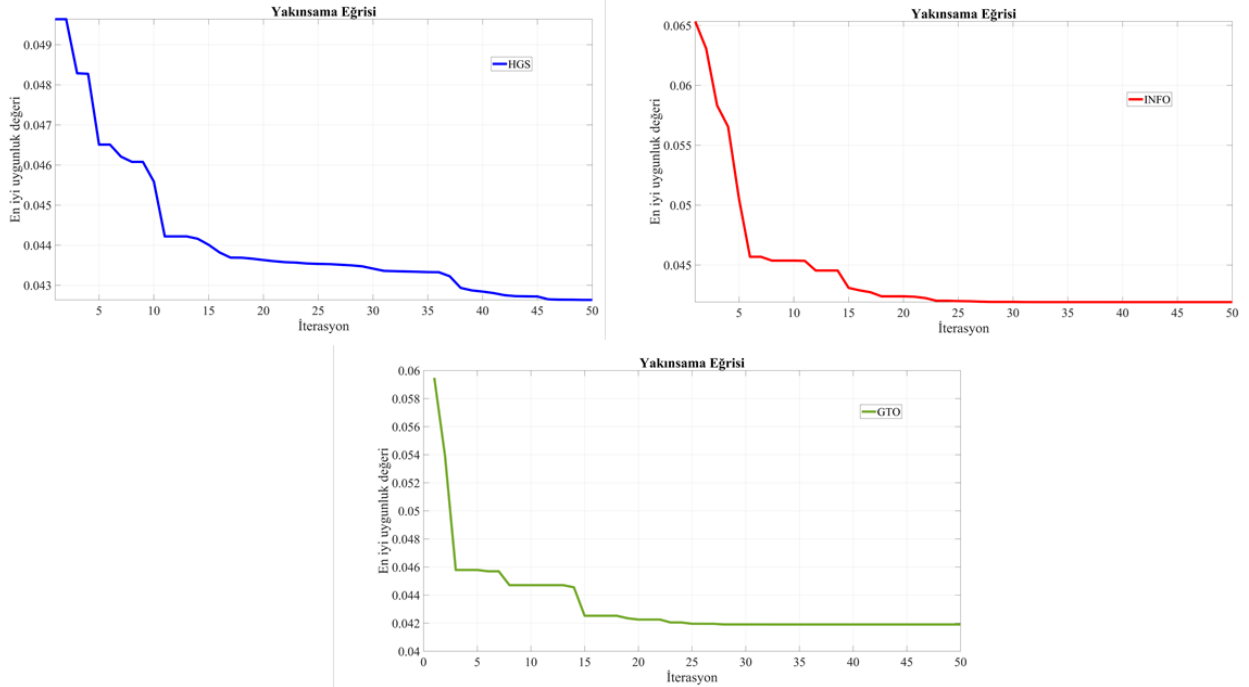 Yakınsama Eğrisi
En iyi uygunluk değeri
0.049
0.048
0.047
0.046
0.045
0.044
0.043
HGS
5 10 15 20 25 30 35 40 45 50
İterasyon
Yakınsama Eğrisi
En iyi uygunluk değeri
0.065
0.06
0.055
0.05
0.045
INFO
5 10 15 20 25 30 35 40 45 50
İterasyon
Yakınsama Eğrisi
En iyi uygunluk değeri
0.06
0.058
0.056
0.054
0.052
0.05
0.048
0.046
0.044
0.042
0.04
GTO
0 5 10 15 20 25 30 35 40 45 50
İterasyon